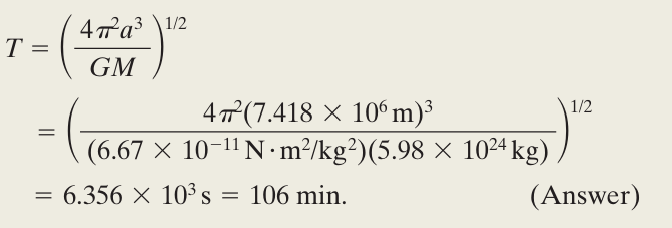 T = (4π²a³ / GM)^1/2
= (4π²(7.418 × 10⁶ m)³ / (6.67 × 10⁻¹¹ N·m²/kg²)(5.98 × 10²⁴ kg))^1/2
= 6.356 × 10³ s = 106 min. (Answer)